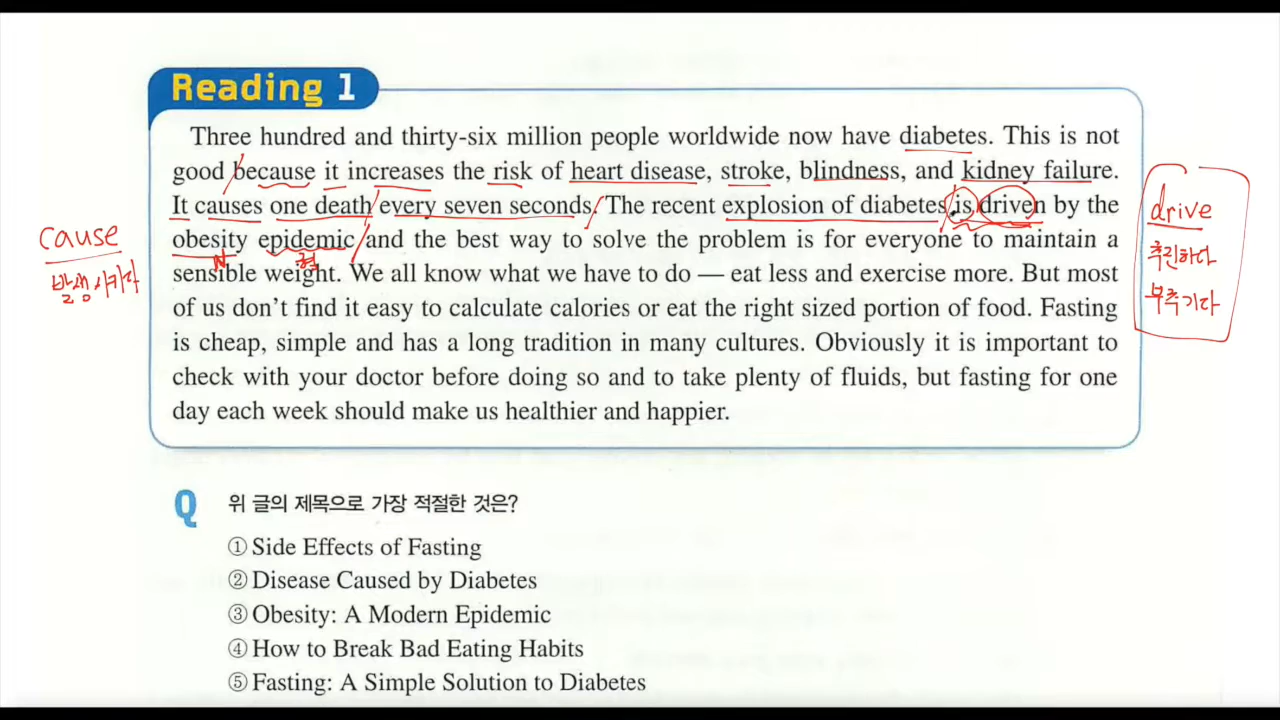 Reading 1
Three hundred and thirty-six million people worldwide now have diabetes. This is not
good because it increases the risk of heart disease, stroke, blindness, and kidney failure.
It causes one death every seven seconds. The recent explosion of diabetes is driven by the
obesity epidemic and the best way to solve the problem is for everyone to maintain a
sensible weight. We all know what we have to do — eat less and exercise more. But most
of us don't find it easy to calculate calories or eat the right sized portion of food. Fasting
is cheap, simple and has a long tradition in many cultures. Obviously it is important to
check with your doctor before doing so and to take plenty of fluids, but fasting for one
day each week should make us healthier and happier.
cause
발생시키다
N
형
drive
추진하다
부추기다
Q 위 글의 제목으로 가장 적절한 것은?
① Side Effects of Fasting
② Disease Caused by Diabetes
③ Obesity: A Modern Epidemic
④ How to Break Bad Eating Habits
⑤ Fasting: A Simple Solution to Diabetes